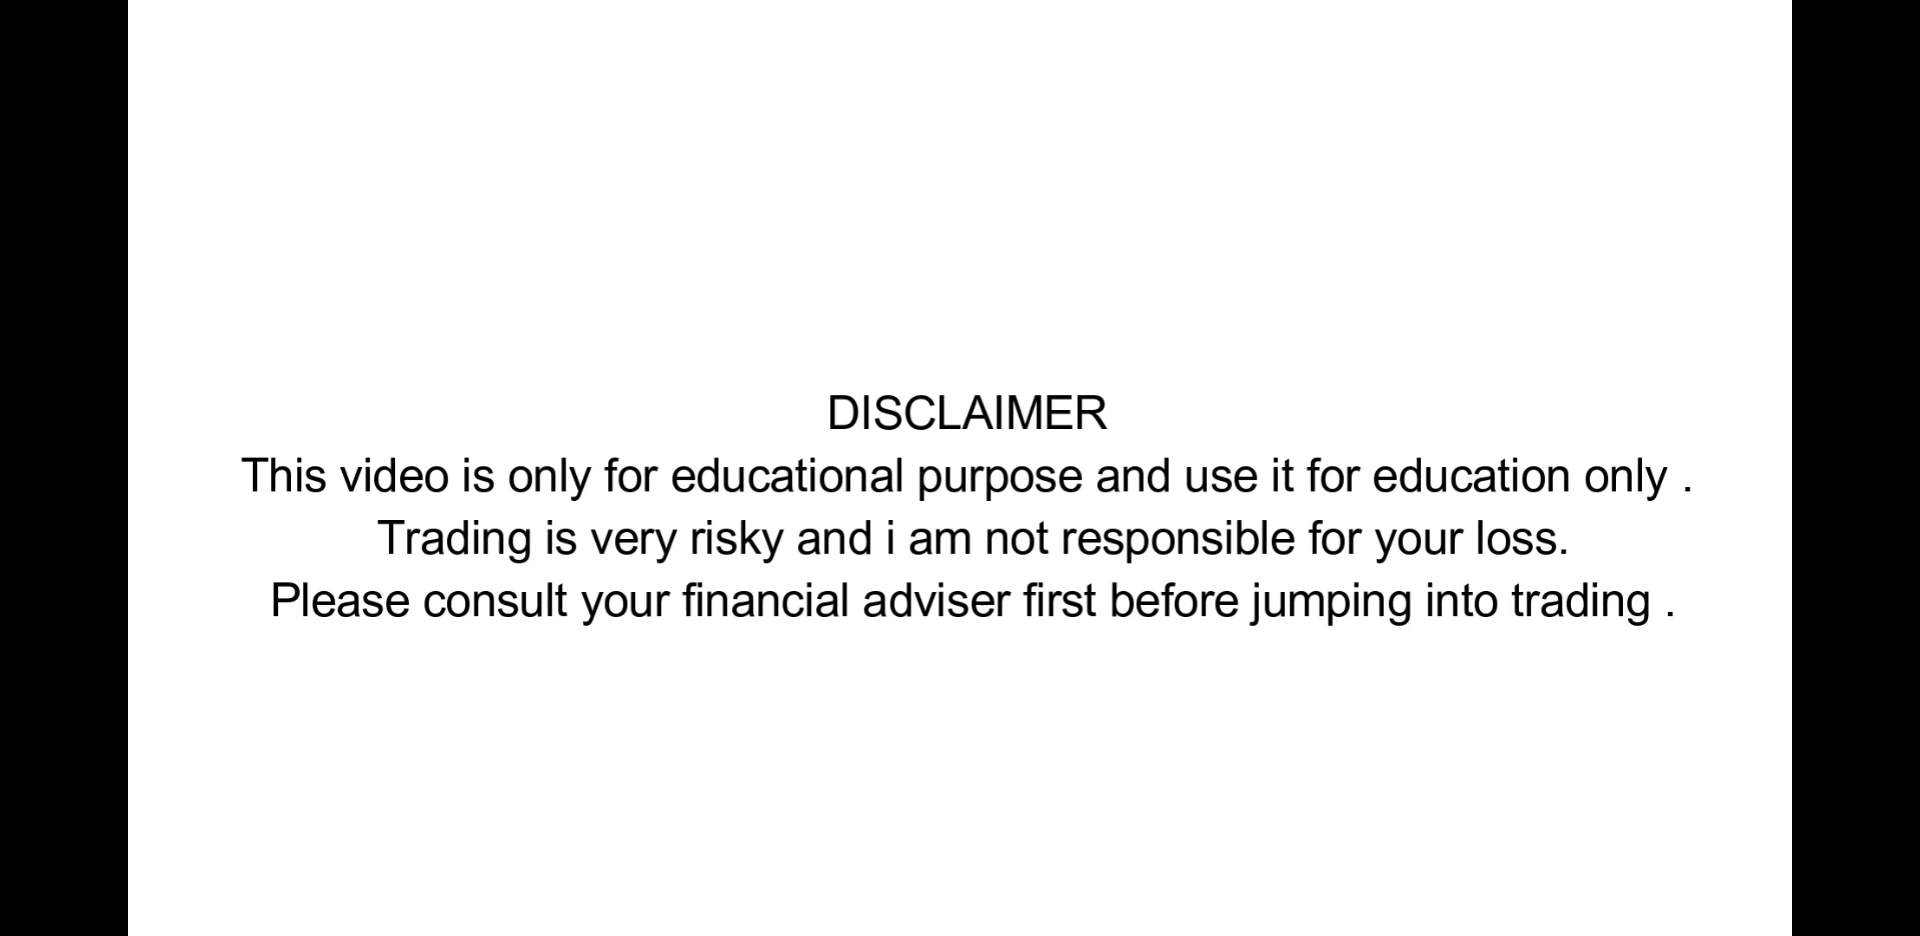 DISCLAIMER
This video is only for educational purpose and use it for education only .
Trading is very risky and i am not responsible for your loss.
Please consult your financial adviser first before jumping into trading .